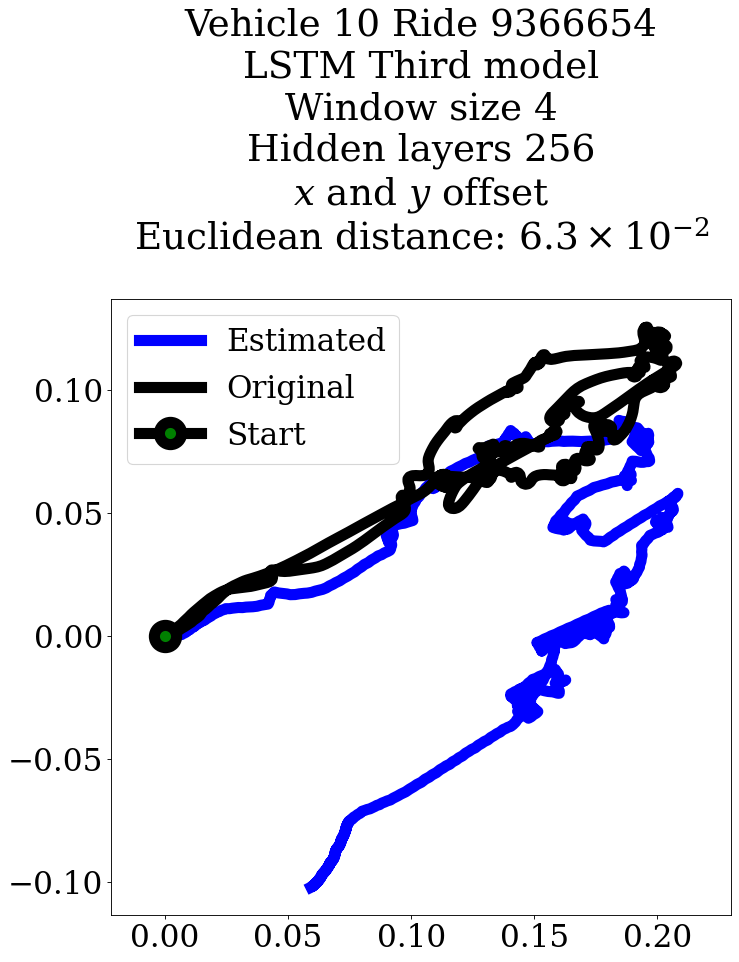 Vehicle 10 Ride 9366654
LSTM Third model
Window size 4
Hidden layers 256
x and y offset
Euclidean distance: 6.3 × 10⁻²
Estimated
Original
Start
0.10
0.05
0.00
−0.05
−0.10
0.00 0.05 0.10 0.15 0.20